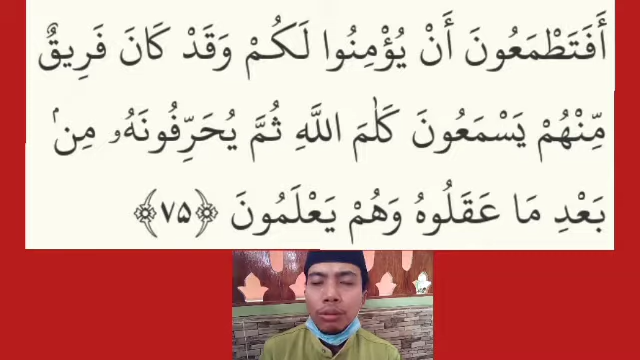 أَفَتَطْمَعُونَ أَنْ يُؤْمِنُوا لَكُمْ وَقَدْ كَانَ فَرِيقٌ
مِّنْهُمْ يَسْمَعُونَ كَلَٰمَ اللَّهِ ثُمَّ يُحَرِّفُونَهُۥ مِنۢ
بَعْدِ مَا عَقَلُوهُ وَهُمْ يَعْلَمُونَ ﴿٧٥﴾